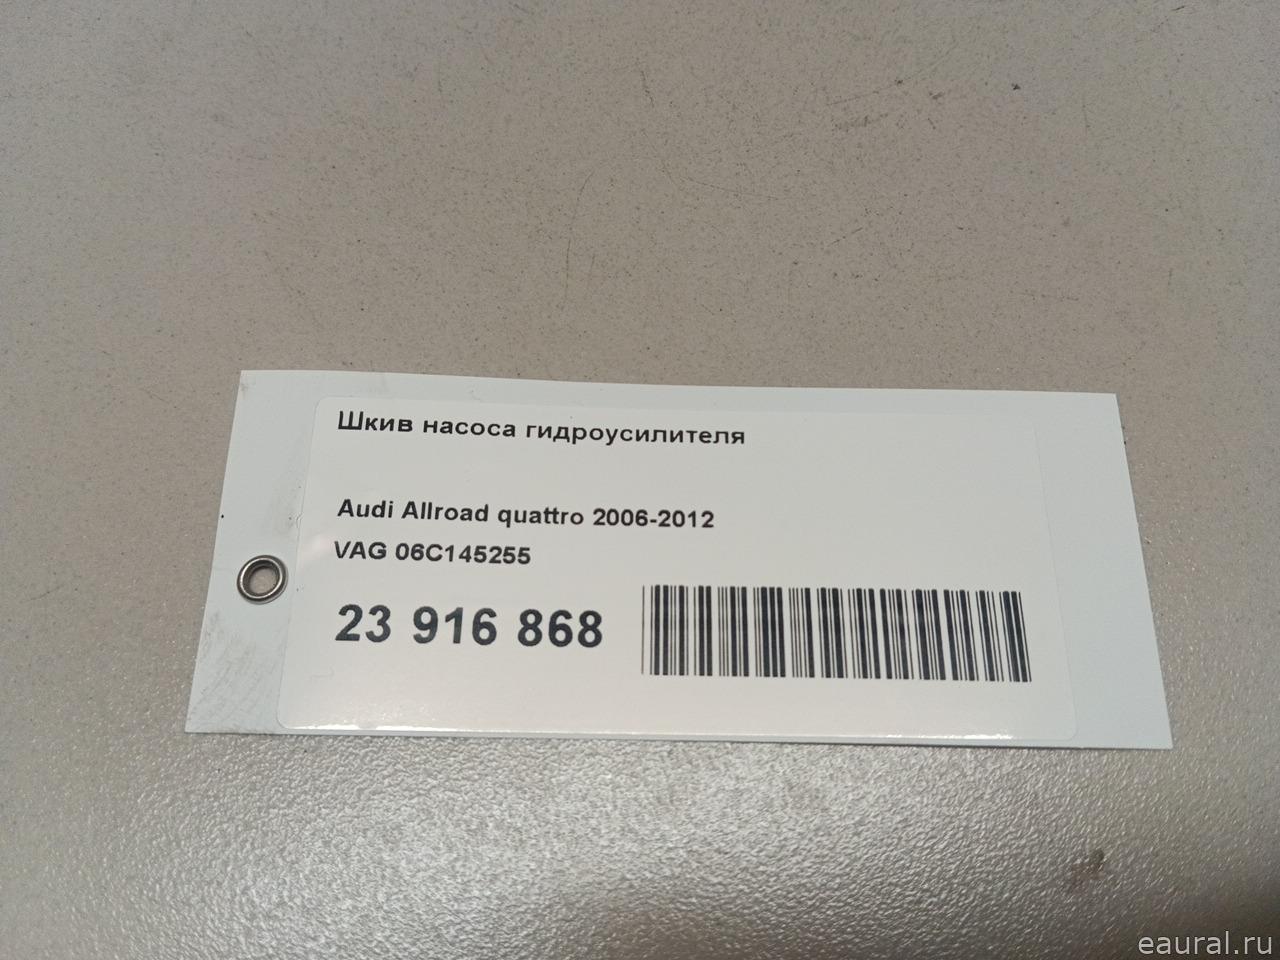 Шкив насоса гидроусилителя
Audi Allroad quattro 2006-2012
VAG 06C145255
23 916 868
eaural.ru